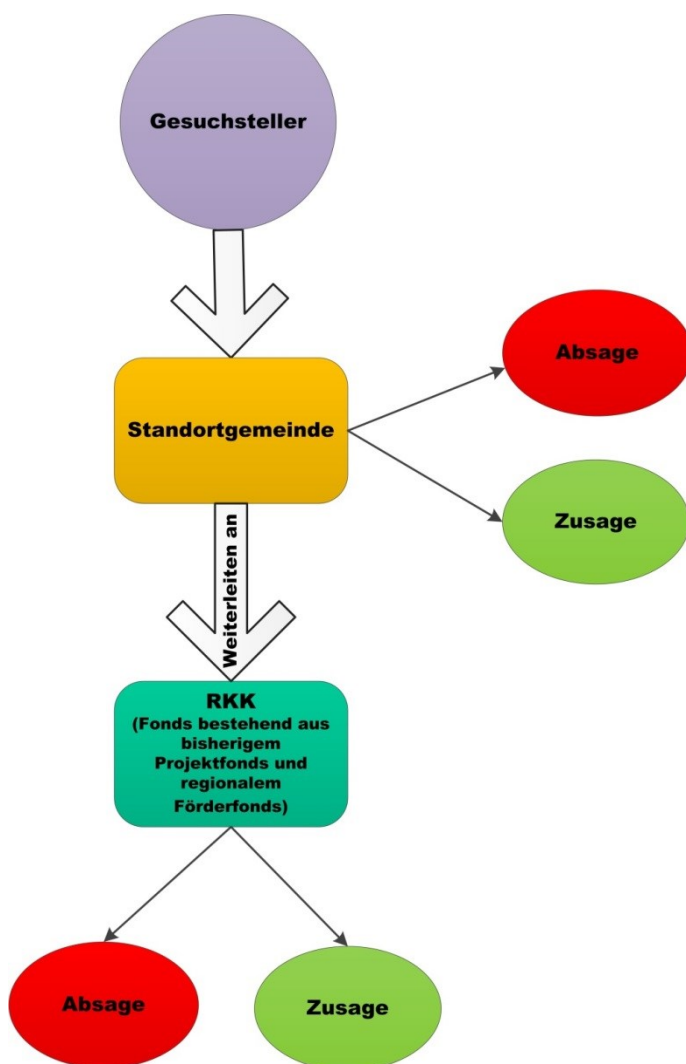 Gesuchsteller
Absage
Standortgemeinde
Zusage
Weiterleiten an
RKK
(Fonds bestehend aus
bisherigem
Projektfonds und
regionalem
Förderfonds)
Absage
Zusage